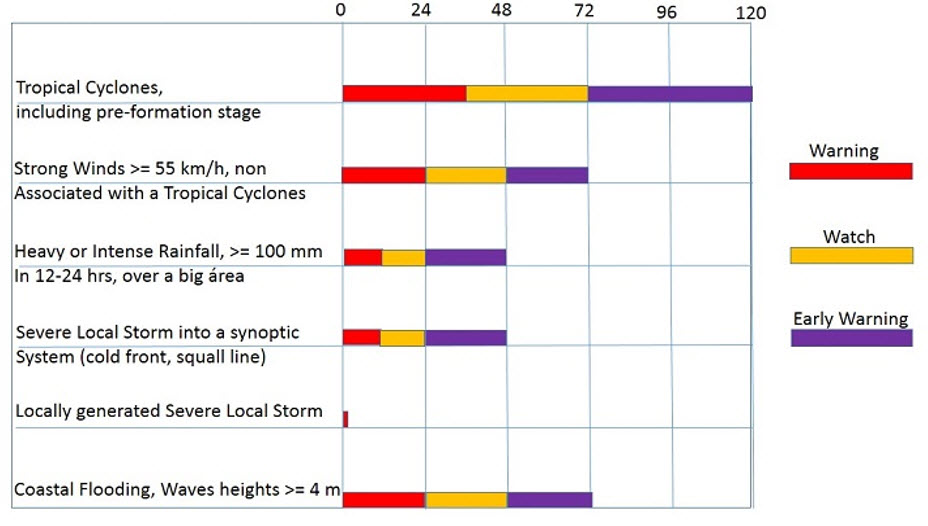 0 24 48 72 96 120
Tropical Cyclones,
including pre-formation stage
Strong Winds >= 55 km/h, non
Associated with a Tropical Cyclones
Heavy or Intense Rainfall, >= 100 mm
In 12-24 hrs, over a big área
Severe Local Storm into a synoptic
System (cold front, squall line)
Locally generated Severe Local Storm
Coastal Flooding, Waves heights >= 4 m
Warning
Watch
Early Warning